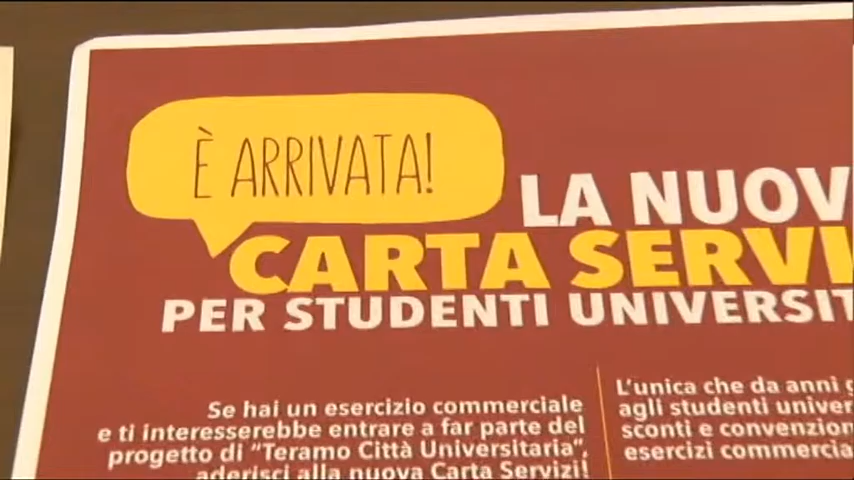 È ARRIVATA!
LA NUOV
CARTA SERVI
PER STUDENTI UNIVERSIT
Se hai un esercizio commerciale
e ti interesserebbe entrare a far parte del
progetto di "Teramo Città Universitaria",
aderisci alla nuova Carta Servizi!
L'unica che da anni g
agli studenti univer
sconti e convenzion
esercizi commercia